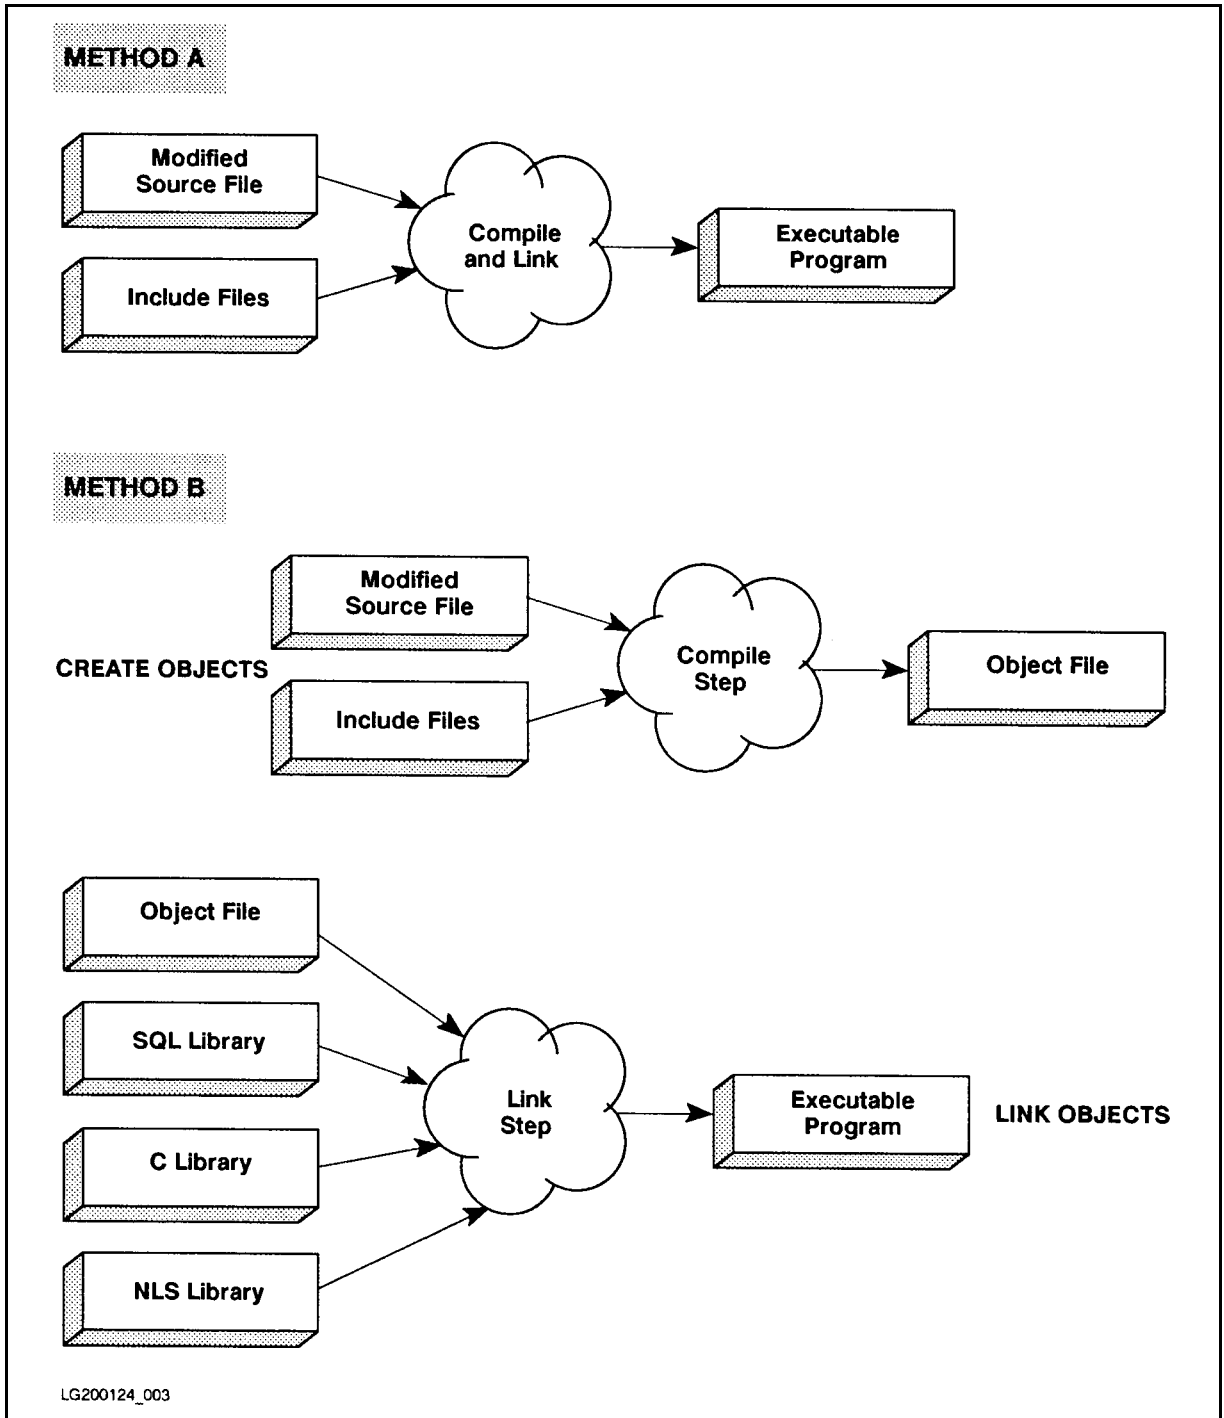 METHOD A
Modified
Source File
Include Files
Compile
and Link
Executable
Program
METHOD B
CREATE OBJECTS
Modified
Source File
Include Files
Compile
Step
Object File
Object File
SQL Library
C Library
NLS Library
Link
Step
Executable
Program
LINK OBJECTS
LG200124_003